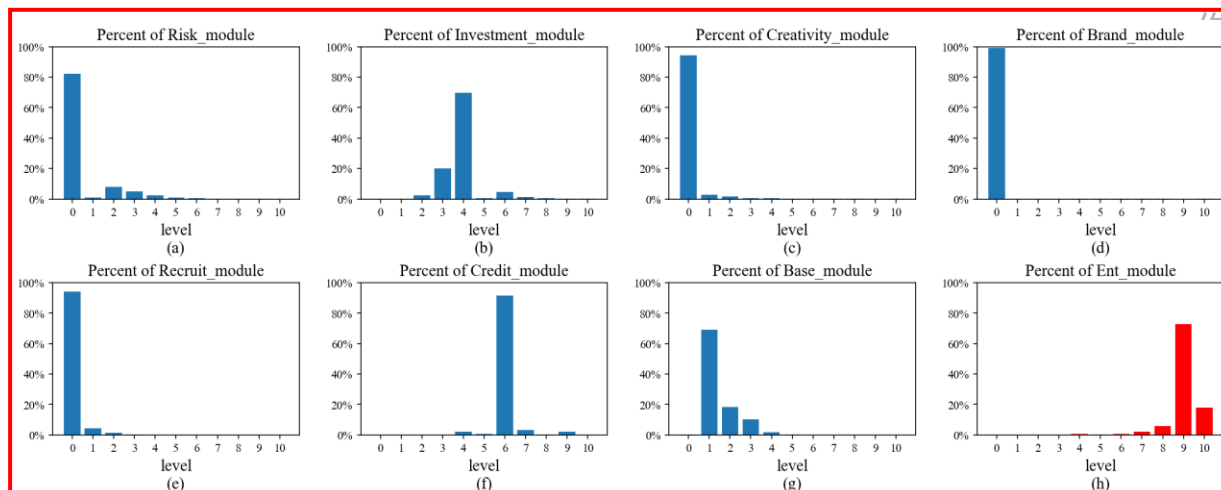 Percent of Risk_module
100%
80%
60%
40%
20%
0%
0 1 2 3 4 5 6 7 8 9 10
level
(a)
Percent of Investment_module
100%
80%
60%
40%
20%
0%
0 1 2 3 4 5 6 7 8 9 10
level
(b)
Percent of Creativity_module
100%
80%
60%
40%
20%
0%
0 1 2 3 4 5 6 7 8 9 10
level
(c)
Percent of Brand_module
100%
80%
60%
40%
20%
0%
0 1 2 3 4 5 6 7 8 9 10
level
(d)
Percent of Recruit_module
100%
80%
60%
40%
20%
0%
0 1 2 3 4 5 6 7 8 9 10
level
(e)
Percent of Credit_module
100%
80%
60%
40%
20%
0%
0 1 2 3 4 5 6 7 8 9 10
level
(f)
Percent of Base_module
100%
80%
60%
40%
20%
0%
0 1 2 3 4 5 6 7 8 9 10
level
(g)
Percent of Ent_module
100%
80%
60%
40%
20%
0%
0 1 2 3 4 5 6 7 8 9 10
level
(h)